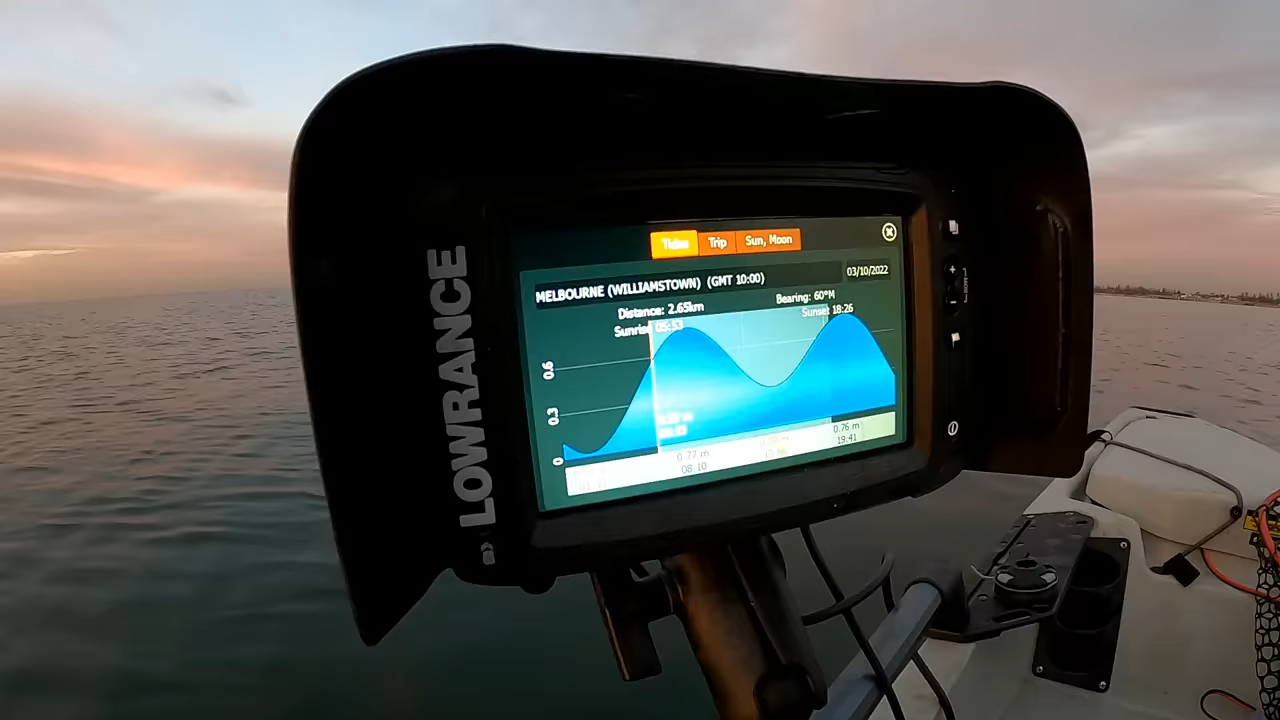 LOWRANCE
Tides Trip Sun, Moon
MELBOURNE (WILLIAMSTOWN) (GMT 10:00) 03/10/2022
Distance: 2.65km Bearing: 60°M
Sunrise 05:53 Sunset 18:26
0.6
0.3
0
0.77 m 0.76 m
08:10 19:41